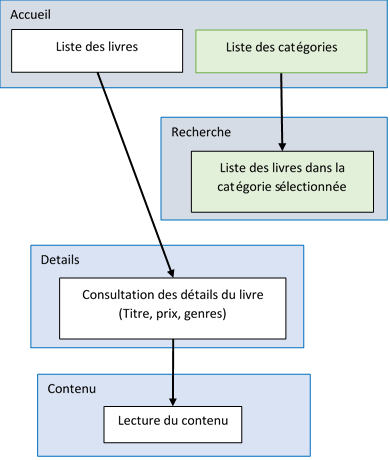 Accueil
Liste des livres
Liste des catégories
Recherche
Liste des livres dans la
catégorie sélectionnée
Details
Consultation des détails du livre
(Titre, prix, genres)
Contenu
Lecture du contenu